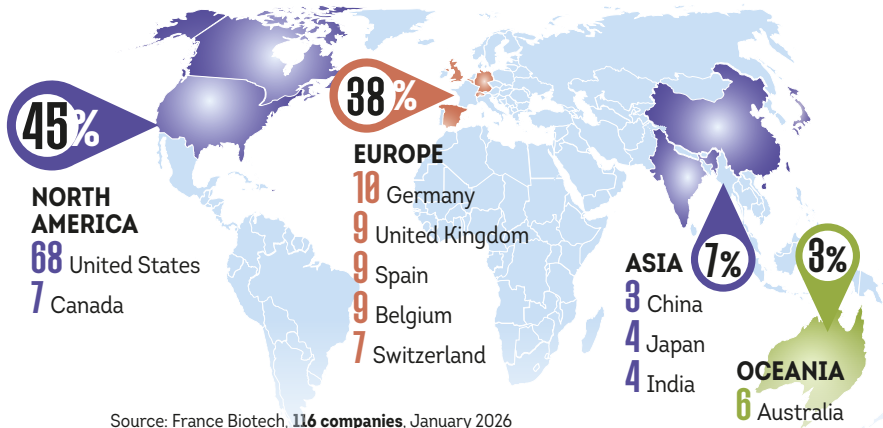 45%
NORTH
AMERICA
68 United States
7 Canada
38%
EUROPE
10 Germany
9 United Kingdom
9 Spain
9 Belgium
7 Switzerland
7%
ASIA
3 China
4 Japan
4 India
3%
OCEANIA
6 Australia
Source: France Biotech, 116 companies, January 2026